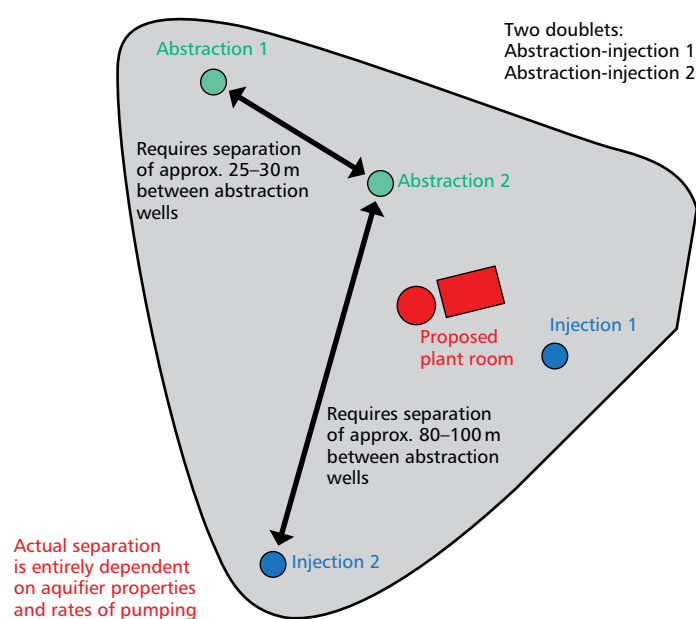 Two doublets:
Abstraction-injection 1
Abstraction-injection 2
Abstraction 1
Requires separation
of approx. 25–30 m
between abstraction
wells
Abstraction 2
Injection 1
Proposed
plant room
Requires separation
of approx. 80–100 m
between abstraction
wells
Injection 2
Actual separation
is entirely dependent
on aquifier properties
and rates of pumping